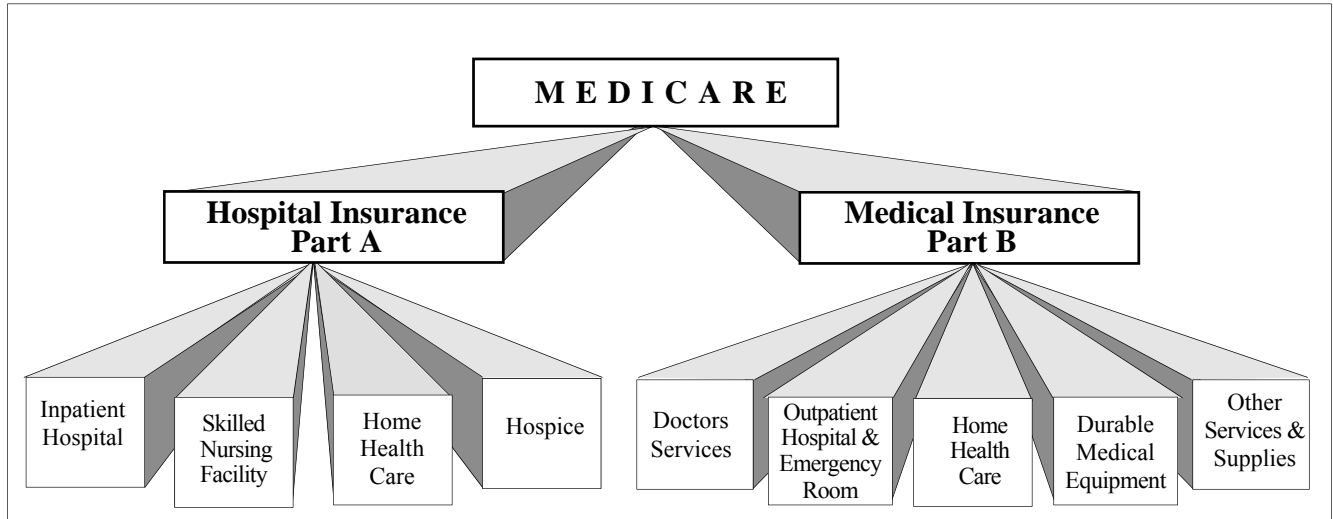 M E D I C A R E
Hospital Insurance
Part A
Medical Insurance
Part B
Inpatient
Hospital
Skilled
Nursing
Facility
Home
Health
Care
Hospice
Doctors
Services
Outpatient
Hospital &
Emergency
Room
Home
Health
Care
Durable
Medical
Equipment
Other
Services &
Supplies